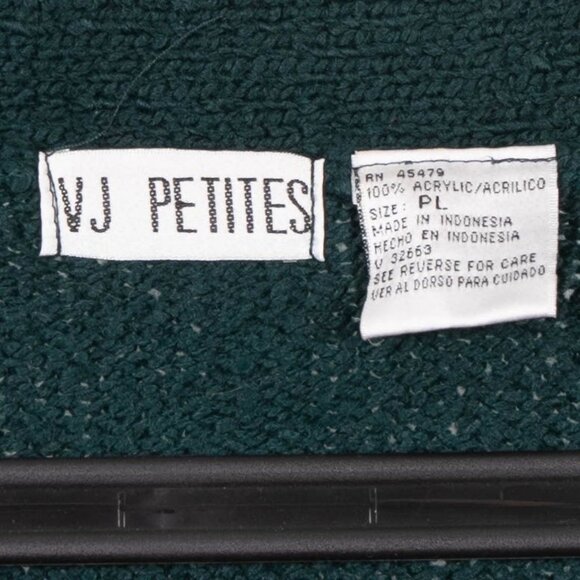 WJ PETITES
RN 45479
100% ACRYLIC/ACRILICO
SIZE: PL
MADE IN INDONESIA
HECHO EN INDONESIA
V 32663
SEE REVERSE FOR CARE
VER AL DORSO PARA CUIDADO